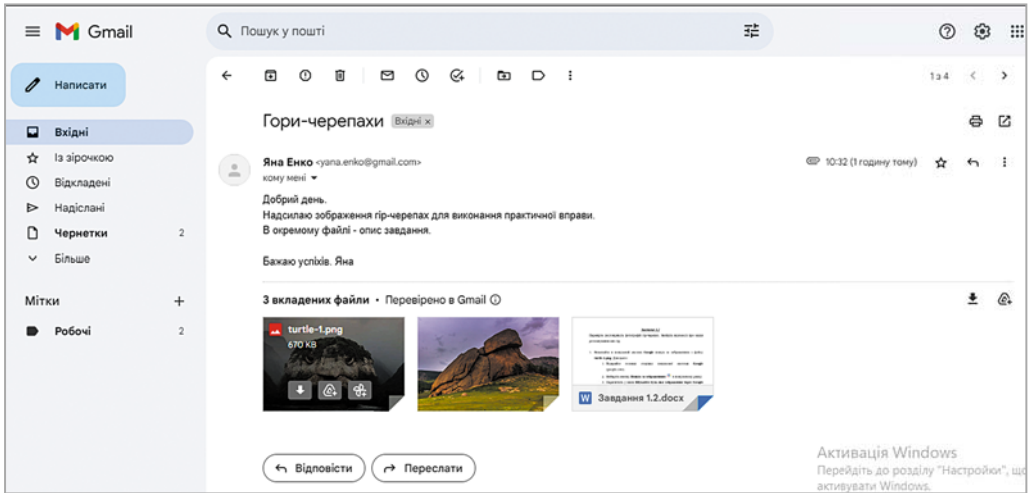 Gmail
Пошук у пошті
Написати
1 з 4
Вхідні
Із зірочкою
Відкладені
Надіслані
Чернетки 2
Більше
Мітки
Робочі 2
Гори-черепахи Вхідні ×
Яна Енко <yana.enko@gmail.com> 10:32 (1 годину тому)
кому мені
Добрий день.
Надсилаю зображення гір-черепах для виконання практичної вправи.
В окремому файлі - опис завдання.
Бажаю успіхів. Яна
3 вкладених файли • Перевірено в Gmail
turtle-1.png
670 KB
W Завдання 1.2.docx
Відповісти
Переслати
Активація Windows
Перейдіть до розділу "Настройки", що
активувати Windows.